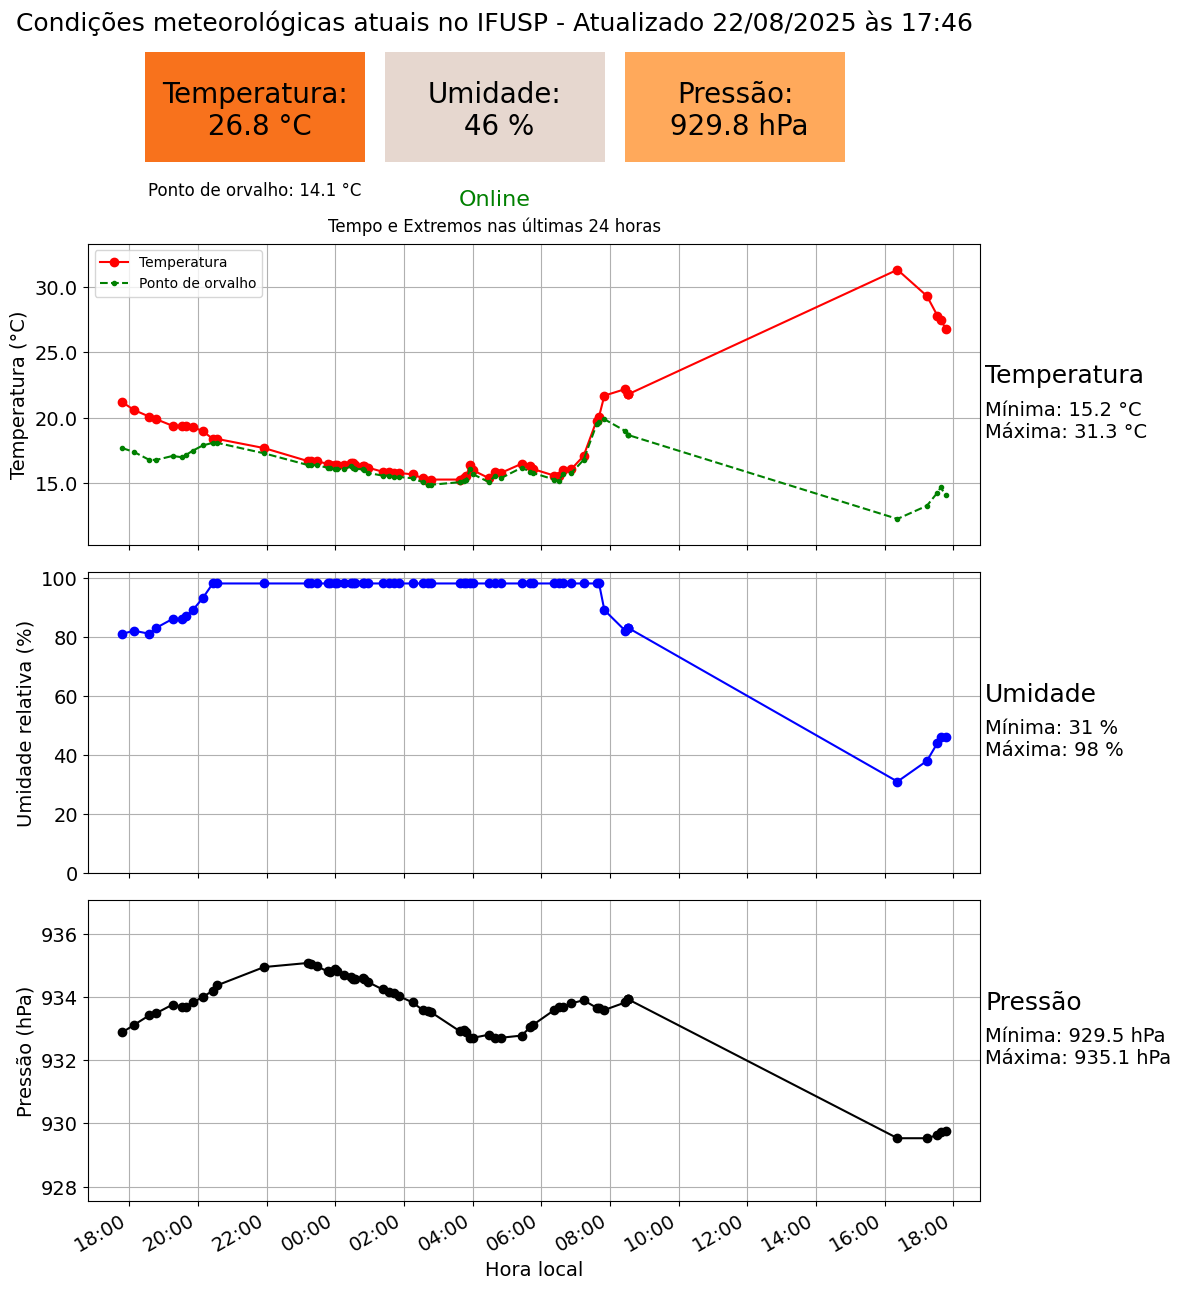 Condições meteorológicas atuais no IFUSP - Atualizado 22/08/2025 às 17:46
Temperatura:
26.8 °C
Umidade:
46 %
Pressão:
929.8 hPa
Ponto de orvalho: 14.1 °C
Online
Tempo e Extremos nas últimas 24 horas
Temperatura
Ponto de orvalho
Temperatura (°C)
30.0
25.0
20.0
15.0
Temperatura
Mínima: 15.2 °C
Máxima: 31.3 °C
Umidade relativa (%)
100
80
60
40
20
0
Umidade
Mínima: 31 %
Máxima: 98 %
Pressão (hPa)
936
934
932
930
928
Pressão
Mínima: 929.5 hPa
Máxima: 935.1 hPa
18:00
20:00
22:00
00:00
02:00
04:00
06:00
08:00
10:00
12:00
14:00
16:00
18:00
Hora local